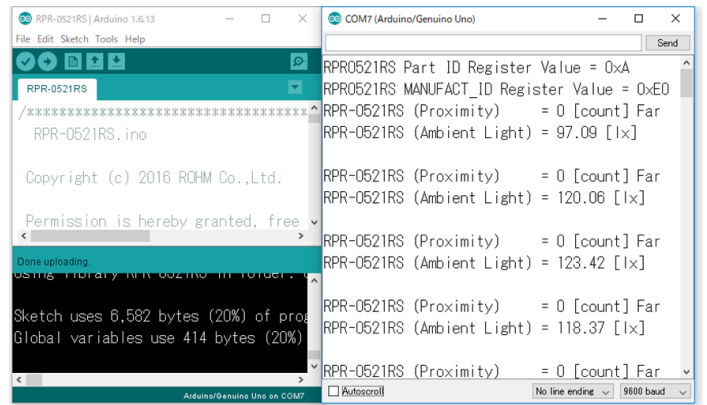 RPR-0521RS | Arduino 1.6.13
File Edit Sketch Tools Help
RPR-0521RS
/************************************
RPR-0521RS.ino
Copyright (c) 2016 ROHM Co.,Ltd.
Permission is hereby granted, free
Done uploading.
Using library RPR-0521RS in folder:
Sketch uses 6,582 bytes (20%) of prog
Global variables use 414 bytes (20%)
Arduino/Genuino Uno on COM7
COM7 (Arduino/Genuino Uno)
Send
RPR0521RS Part ID Register Value = 0xA
RPR0521RS MANUFACT_ID Register Value = 0xE0
RPR-0521RS (Proximity) = 0 [count] Far
RPR-0521RS (Ambient Light) = 97.09 [lx]
RPR-0521RS (Proximity) = 0 [count] Far
RPR-0521RS (Ambient Light) = 120.06 [lx]
RPR-0521RS (Proximity) = 0 [count] Far
RPR-0521RS (Ambient Light) = 123.42 [lx]
RPR-0521RS (Proximity) = 0 [count] Far
RPR-0521RS (Ambient Light) = 118.37 [lx]
RPR-0521RS (Proximity) = 0 [count] Far
Autoscroll
No line ending
9600 baud